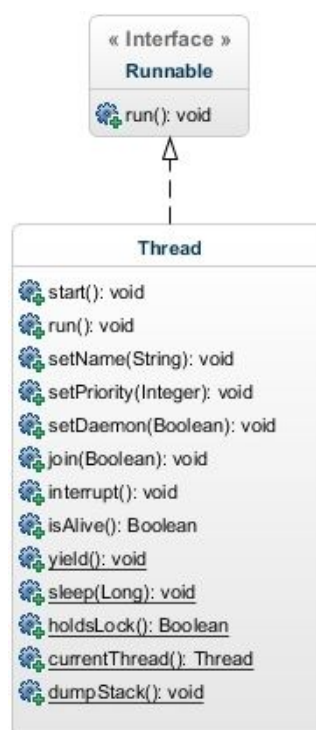 « Interface »
Runnable
run(): void
Thread
start(): void
run(): void
setName(String): void
setPriority(Integer): void
setDaemon(Boolean): void
join(Boolean): void
interrupt(): void
isAlive(): Boolean
yield(): void
sleep(Long): void
holdsLock(): Boolean
currentThread(): Thread
dumpStack(): void